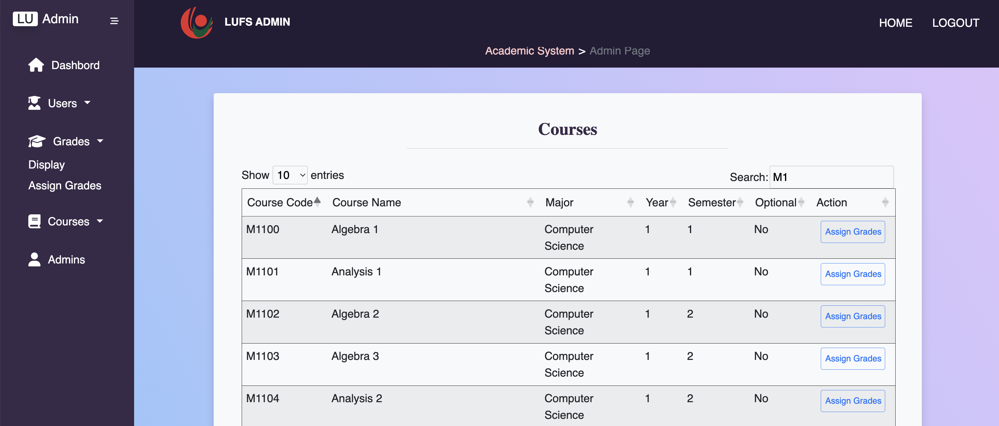 LU Admin
Dashbord
Users
Grades
Display
Assign Grades
Courses
Admins
LUFS ADMIN
HOME LOGOUT
Academic System > Admin Page
Courses
Show 10 entries
Search: M1
Course Code Course Name Major Year Semester Optional Action
M1100 Algebra 1 Computer Science 1 1 No Assign Grades
M1101 Analysis 1 Computer Science 1 1 No Assign Grades
M1102 Algebra 2 Computer Science 1 2 No Assign Grades
M1103 Algebra 3 Computer Science 1 2 No Assign Grades
M1104 Analysis 2 Computer Science 1 2 No Assign Grades